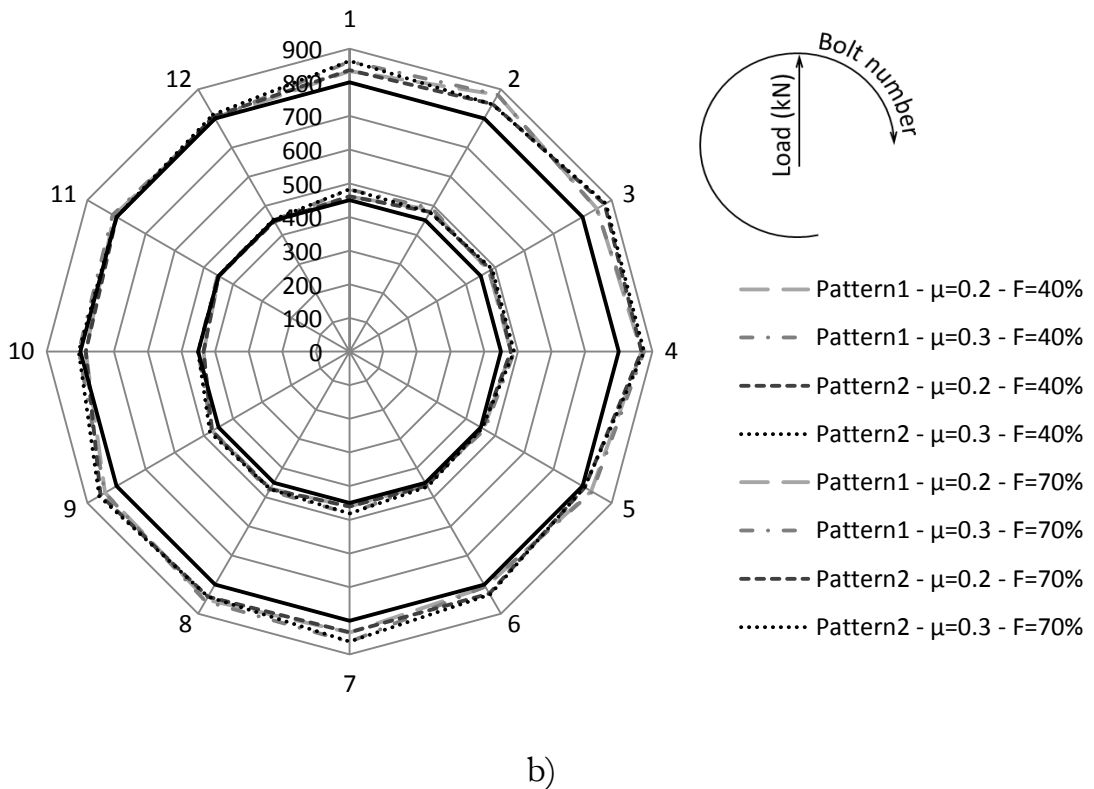 1
2
3
4
5
6
7
8
9
10
11
12
900
800
700
600
500
400
300
200
100
0
Bolt number
Load (kN)
Pattern1 - μ=0.2 - F=40%
Pattern1 - μ=0.3 - F=40%
Pattern2 - μ=0.2 - F=40%
Pattern2 - μ=0.3 - F=40%
Pattern1 - μ=0.2 - F=70%
Pattern1 - μ=0.3 - F=70%
Pattern2 - μ=0.2 - F=70%
Pattern2 - μ=0.3 - F=70%
b)